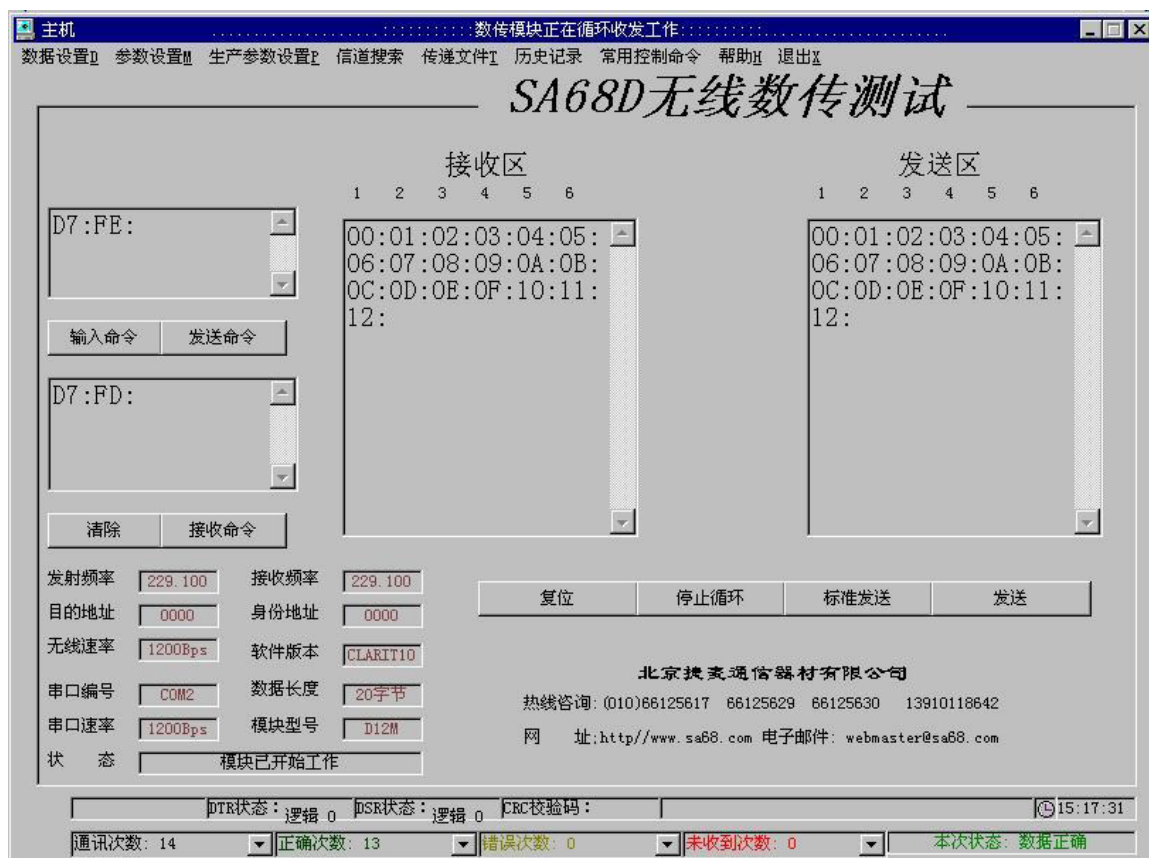 主机 ::::::::::::数传模块正在循环收发工作::::::::::
数据设置D 参数设置M 生产参数设置P 信道搜索 传递文件T 历史记录 常用控制命令 帮助H 退出X
SA68D无线数传测试
接收区 发送区
1 2 3 4 5 6 1 2 3 4 5 6
D7:FE:
00:01:02:03:04:05: 00:01:02:03:04:05:
06:07:08:09:0A:0B: 06:07:08:09:0A:0B:
0C:0D:0E:0F:10:11: 0C:0D:0E:0F:10:11:
12: 12:
输入命令 发送命令
D7:FD:
清除 接收命令
发射频率 229.100 接收频率 229.100
目的地址 0000 身份地址 0000
无线速率 1200Bps 软件版本 CLARIT10
串口编号 COM2 数据长度 20字节
串口速率 1200Bps 模块型号 D12M
状 态 模块已开始工作
复位 停止循环 标准发送 发送
北京捷麦通信器材有限公司
热线咨询:(010)66125617 66125629 66125630 13910118642
网 址;http//www.sa68.com 电子邮件: webmaster@sa68.com
DTR状态: 逻辑 0 DSR状态: 逻辑 0 CRC校验码: 15:17:31
通讯次数: 14 正确次数: 13 错误次数: 0 未收到次数: 0 本次状态: 数据正确